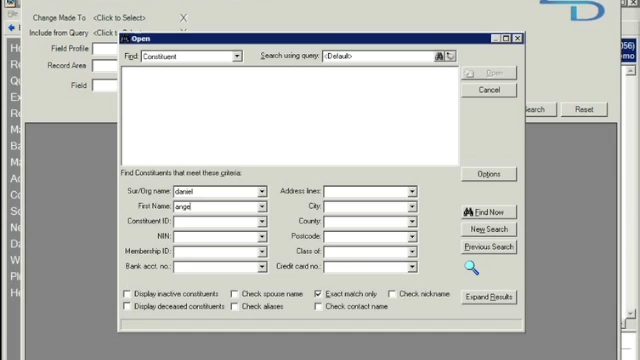 Change Made To <Click to Select> X
Include from Query <Click to Select> X
Field Profile
Record Area
Field
Search Reset
Open
Find: Constituent Search using query: <Default>
Open
Cancel
Find Constituents that meet these criteria:
Options
Sur/Org name: daniel Address lines:
First Name: ange City:
Find Now
Constituent ID: County:
New Search
NIN: Postcode:
Previous Search
Membership ID: Class of:
Bank acct. no.: Credit card no.:
Display inactive constituents Check spouse name Exact match only Check nickname
Expand Results
Display deceased constituents Check aliases Check contact name